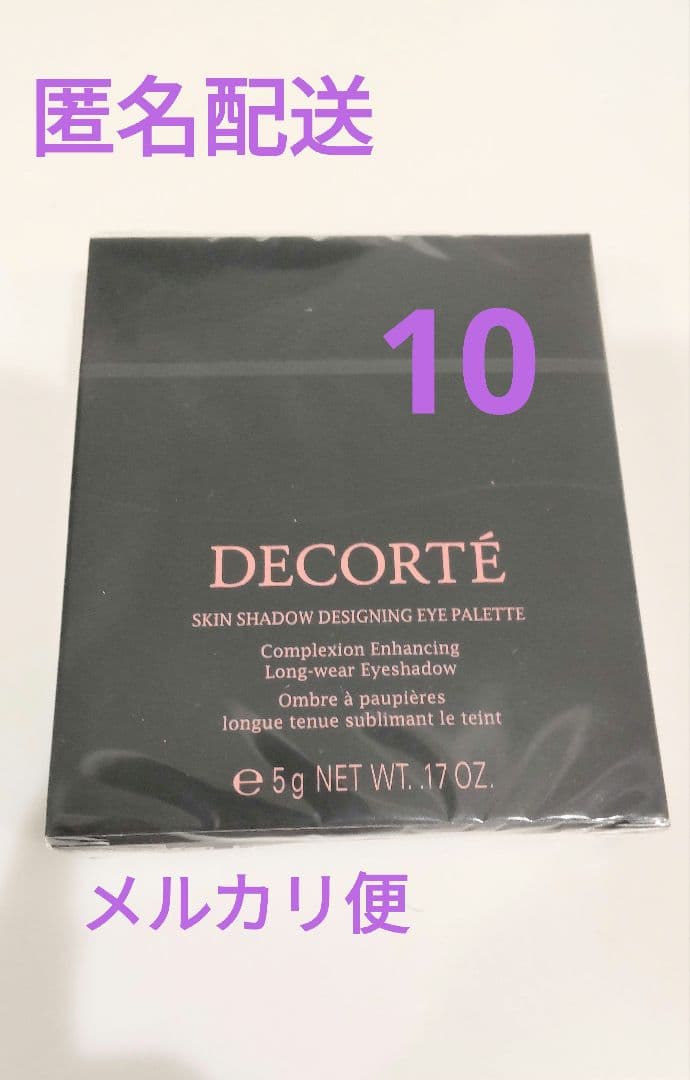 匿名配送
10
DECORTÉ
SKIN SHADOW DESIGNING EYE PALETTE
Complexion Enhancing
Long-wear Eyeshadow
Ombre à paupières
longue tenue sublimant le teint
℮ 5g NET WT. .17 OZ.
メルカリ便